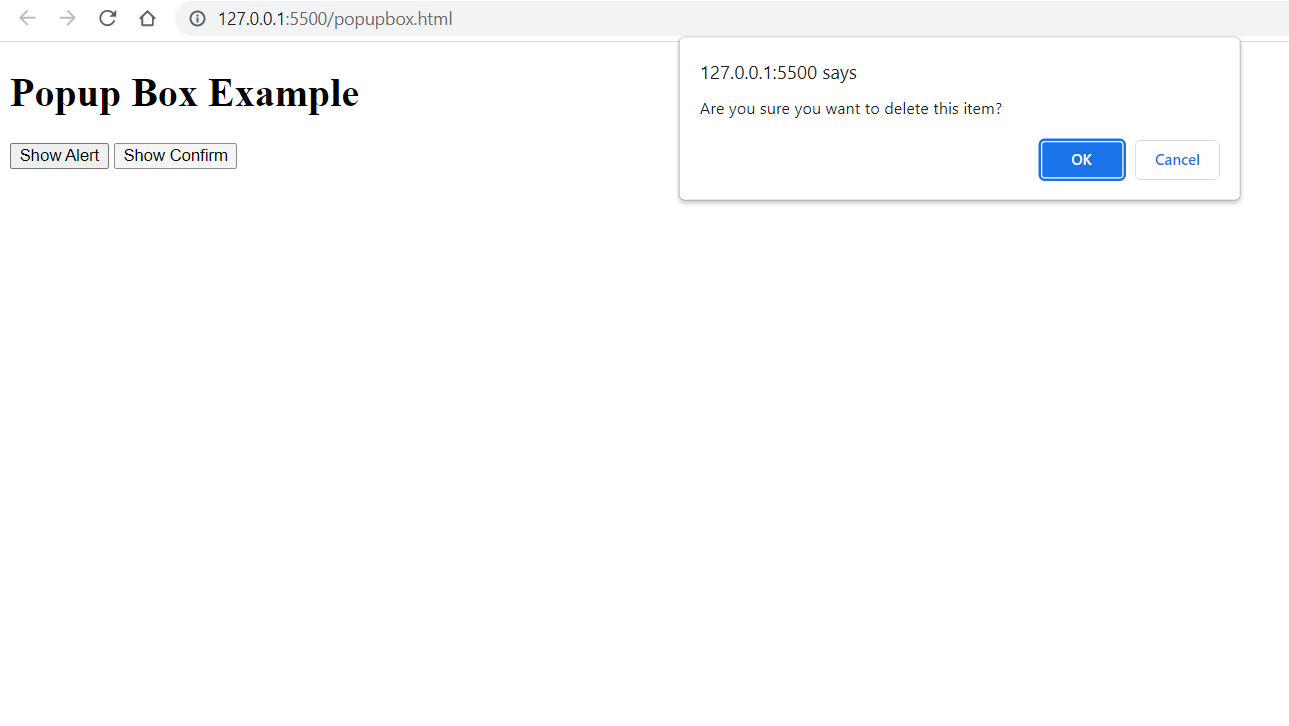 127.0.0.1:5500/popupbox.html
Popup Box Example
Show Alert Show Confirm
127.0.0.1:5500 says
Are you sure you want to delete this item?
OK Cancel